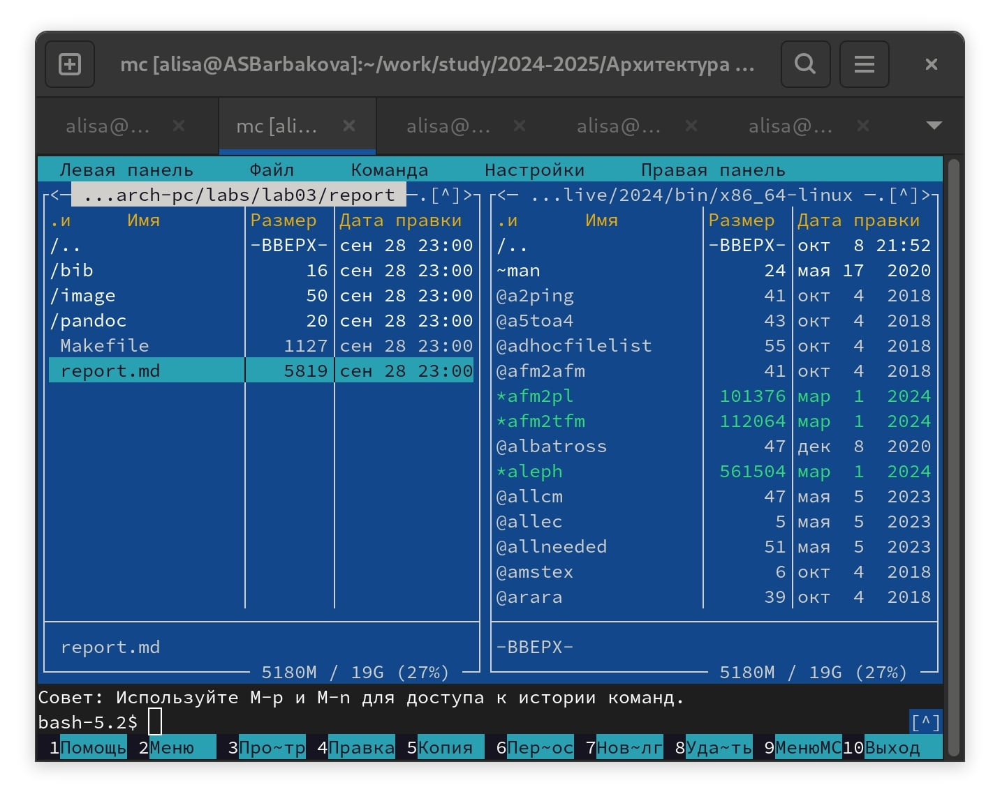 mc [alisa@ASBarbakova]:~/work/study/2024-2025/Архитектура ...
alisa@... mc [ali... alisa@... alisa@... alisa@...
Левая панель Файл Команда Настройки Правая панель
<─ ...arch-pc/labs/lab03/report ─.[^]>
.и Имя Размер Дата правки
/.. -ВВЕРХ- сен 28 23:00
/bib 16 сен 28 23:00
/image 50 сен 28 23:00
/pandoc 20 сен 28 23:00
Makefile 1127 сен 28 23:00
report.md 5819 сен 28 23:00
report.md
5180M / 19G (27%)
<─ ...live/2024/bin/x86_64-linux ─.[^]>
.и Имя Размер Дата правки
/.. -ВВЕРХ- окт 8 21:52
~man 24 мая 17 2020
@a2ping 41 окт 4 2018
@a5toa4 43 окт 4 2018
@adhocfilelist 55 окт 4 2018
@afm2afm 41 окт 4 2018
*afm2pl 101376 мар 1 2024
*afm2tfm 112064 мар 1 2024
@albatross 47 дек 8 2020
*aleph 561504 мар 1 2024
@allcm 47 мая 5 2023
@allec 5 мая 5 2023
@allneeded 51 мая 5 2023
@amstex 6 окт 4 2018
@arara 39 окт 4 2018
-ВВЕРХ-
5180M / 19G (27%)
Совет: Используйте M-p и M-n для доступа к истории команд.
bash-5.2$ [^]
1Помощь 2Меню 3Про~тр 4Правка 5Копия 6Пер~ос 7Нов~лг 8Уда~ть 9МенюМС 10Выход